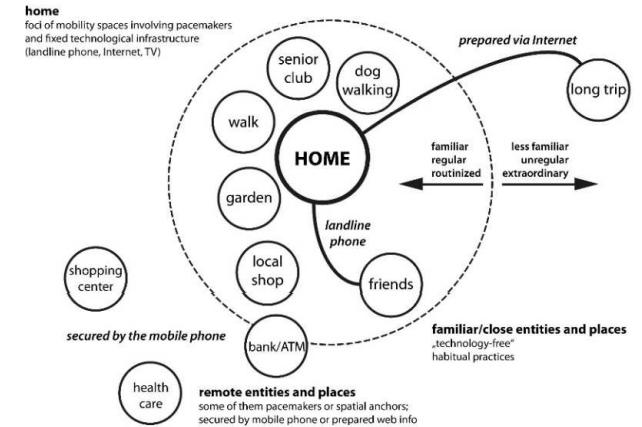 home
foci of mobility spaces involving pacemakers
and fixed technological infrastructure
(landline phone, Internet, TV)
prepared via Internet
senior
club
dog
walking
long trip
walk
HOME
familiar
regular
routinized
less familiar
unregular
extraordinary
garden
landline
phone
local
shop
friends
shopping
center
secured by the mobile phone
bank/ATM
familiar/close entities and places
„technology-free“
habitual practices
health
care
remote entities and places
some of them pacemakers or spatial anchors;
secured by mobile phone or prepared web info